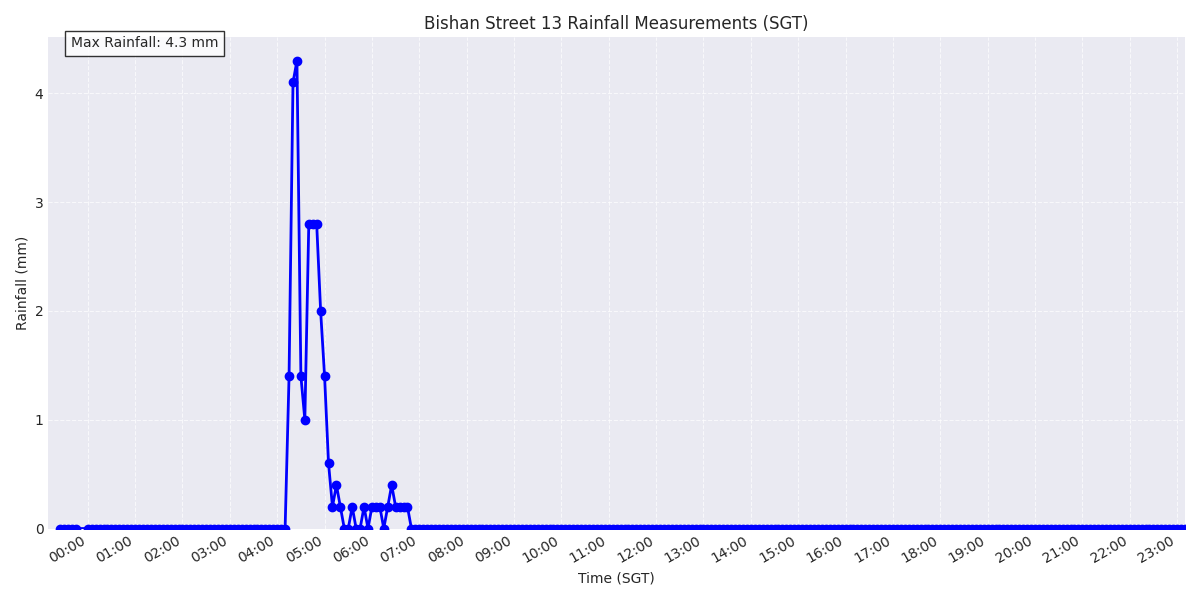 Bishan Street 13 Rainfall Measurements (SGT)
Max Rainfall: 4.3 mm
Rainfall (mm)
4
3
2
1
0
00:00 01:00 02:00 03:00 04:00 05:00 06:00 07:00 08:00 09:00 10:00 11:00 12:00 13:00 14:00 15:00 16:00 17:00 18:00 19:00 20:00 21:00 22:00 23:00
Time (SGT)